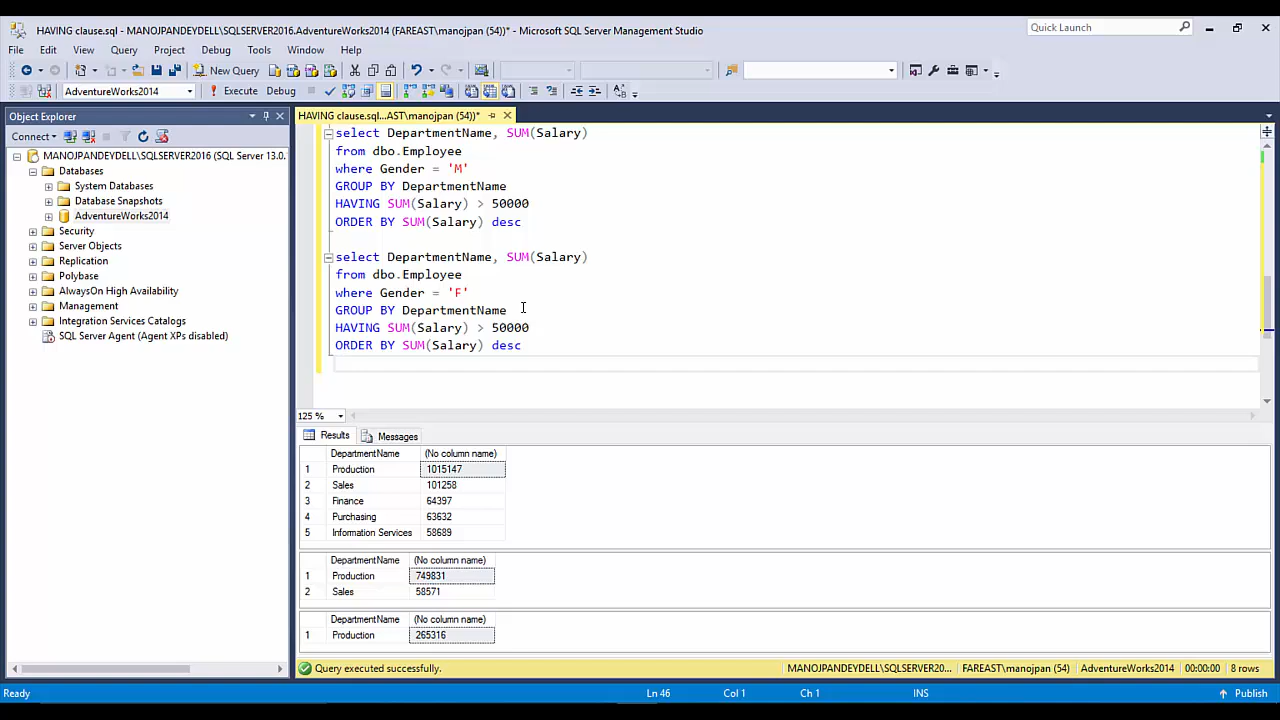 HAVING clause.sql - MANOJPANDEYDELL\SQLSERVER2016.AdventureWorks2014 (FAREAST\manojpan (54))* - Microsoft SQL Server Management Studio
Quick Launch
File Edit View Query Project Debug Tools Window Help
New Query
AdventureWorks2014 Execute Debug
Object Explorer
HAVING clause.sql...AST\manojpan (54))*
Connect
MANOJPANDEYDELL\SQLSERVER2016 (SQL Server 13.0.
Databases
System Databases
Database Snapshots
AdventureWorks2014
Security
Server Objects
Replication
Polybase
AlwaysOn High Availability
Management
Integration Services Catalogs
SQL Server Agent (Agent XPs disabled)
select DepartmentName, SUM(Salary)
from dbo.Employee
where Gender = 'M'
GROUP BY DepartmentName
HAVING SUM(Salary) > 50000
ORDER BY SUM(Salary) desc
select DepartmentName, SUM(Salary)
from dbo.Employee
where Gender = 'F'
GROUP BY DepartmentName
HAVING SUM(Salary) > 50000
ORDER BY SUM(Salary) desc
125 %
Results Messages
DepartmentName (No column name)
1 Production 1015147
2 Sales 101258
3 Finance 64397
4 Purchasing 63632
5 Information Services 58689
DepartmentName (No column name)
1 Production 749831
2 Sales 58571
DepartmentName (No column name)
1 Production 265316
Query executed successfully. MANOJPANDEYDELL\SQLSERVER20... FAREAST\manojpan (54) AdventureWorks2014 00:00:00 8 rows
Ready Ln 46 Col 1 Ch 1 INS Publish